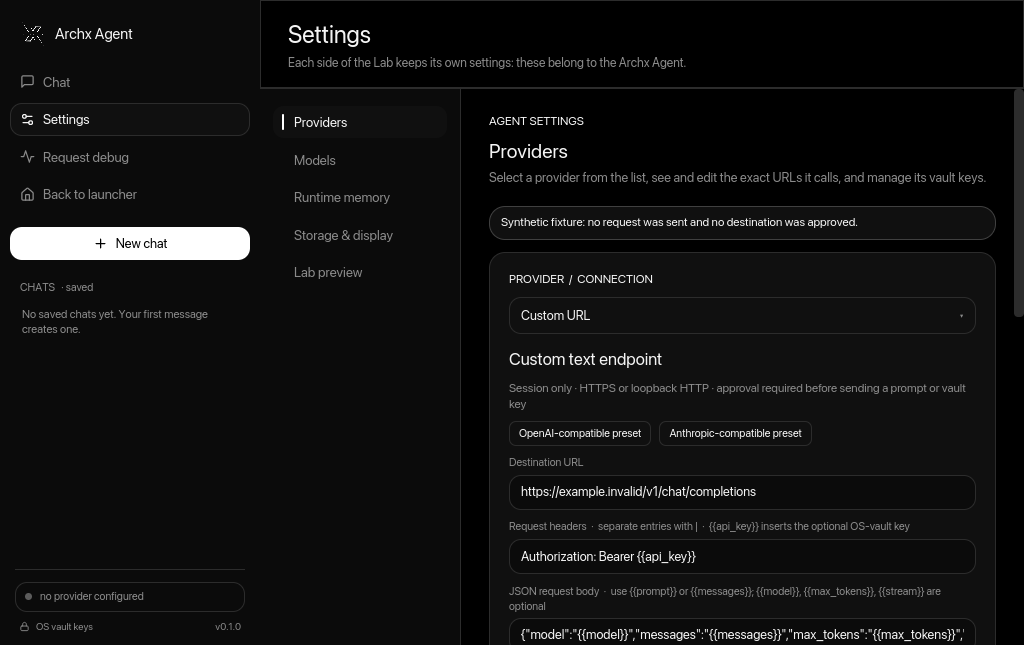 Archx Agent
Chat
Settings
Request debug
Back to launcher
New chat
CHATS · saved
No saved chats yet. Your first message
creates one.
no provider configured
OS vault keys
v0.1.0
Settings
Each side of the Lab keeps its own settings: these belong to the Archx Agent.
Providers
Models
Runtime memory
Storage & display
Lab preview
AGENT SETTINGS
Providers
Select a provider from the list, see and edit the exact URLs it calls, and manage its vault keys.
Synthetic fixture: no request was sent and no destination was approved.
PROVIDER / CONNECTION
Custom URL
Custom text endpoint
Session only · HTTPS or loopback HTTP · approval required before sending a prompt or vault
key
OpenAI-compatible preset
Anthropic-compatible preset
Destination URL
https://example.invalid/v1/chat/completions
Request headers · separate entries with | · {{api_key}} inserts the optional OS-vault key
Authorization: Bearer {{api_key}}
JSON request body · use {{prompt}} or {{messages}}; {{model}}, {{max_tokens}}, {{stream}} are
optional
{"model":"{{model}}","messages":"{{messages}}","max_tokens":"{{max_tokens}}","